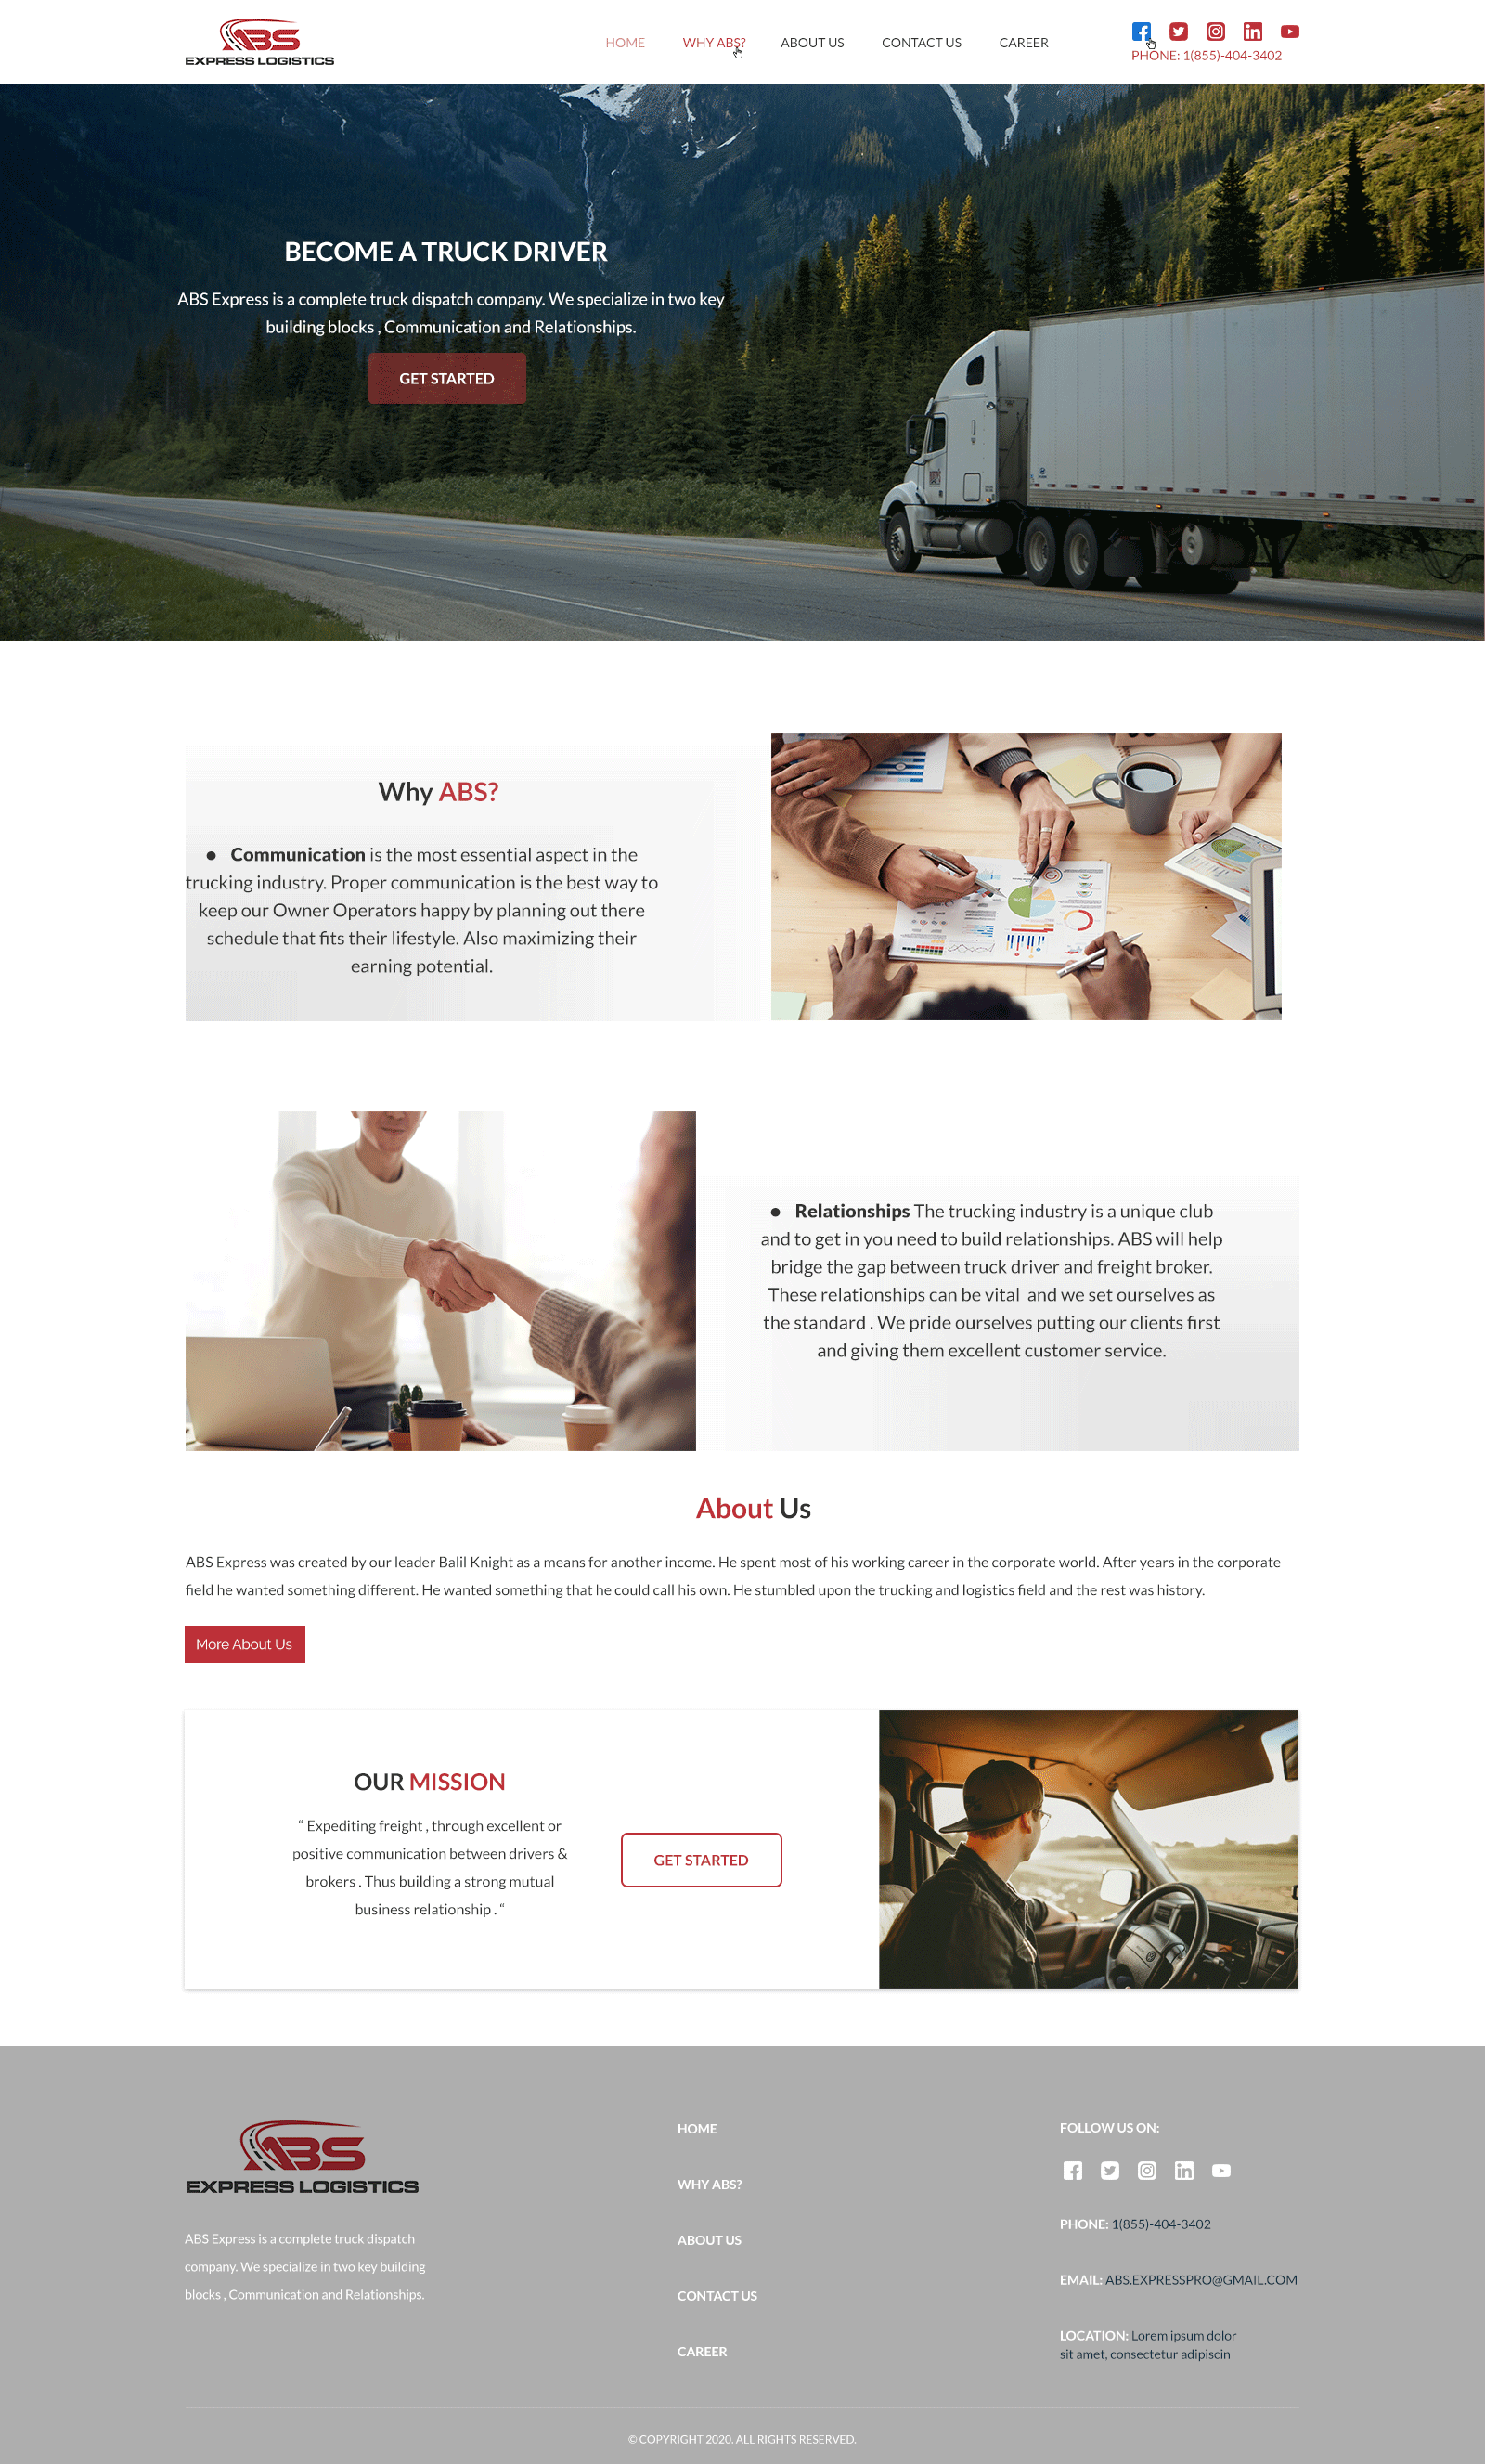 ABS
EXPRESS LOGISTICS
HOME
WHY ABS?
ABOUT US
CONTACT US
CAREER
PHONE: 1(855)-404-3402
BECOME A TRUCK DRIVER
ABS Express is a complete truck dispatch company. We specialize in two key
building blocks , Communication and Relationships.
GET STARTED
Why ABS?
● Communication is the most essential aspect in the
trucking industry. Proper communication is the best way to
keep our Owner Operators happy by planning out there
schedule that fits their lifestyle. Also maximizing their
earning potential.
● Relationships The trucking industry is a unique club
and to get in you need to build relationships. ABS will help
bridge the gap between truck driver and freight broker.
These relationships can be vital  and we set ourselves as
the standard . We pride ourselves putting our clients first
and giving them excellent customer service.
About Us
ABS Express was created by our leader Balil Knight as a means for another income. He spent most of his working career in the corporate world. After years in the corporate
field he wanted something different. He wanted something that he could call his own. He stumbled upon the trucking and logistics field and the rest was history.
More About Us
OUR MISSION
“ Expediting freight , through excellent or
positive communication between drivers &
brokers . Thus building a strong mutual
business relationship . “
GET STARTED
ABS
EXPRESS LOGISTICS
ABS Express is a complete truck dispatch
company. We specialize in two key building
blocks , Communication and Relationships.
HOME
WHY ABS?
ABOUT US
CONTACT US
CAREER
FOLLOW US ON:
PHONE: 1(855)-404-3402
EMAIL: ABS.EXPRESSPRO@GMAIL.COM
LOCATION: Lorem ipsum dolor
sit amet, consectetur adipiscin
© COPYRIGHT 2020. ALL RIGHTS RESERVED.